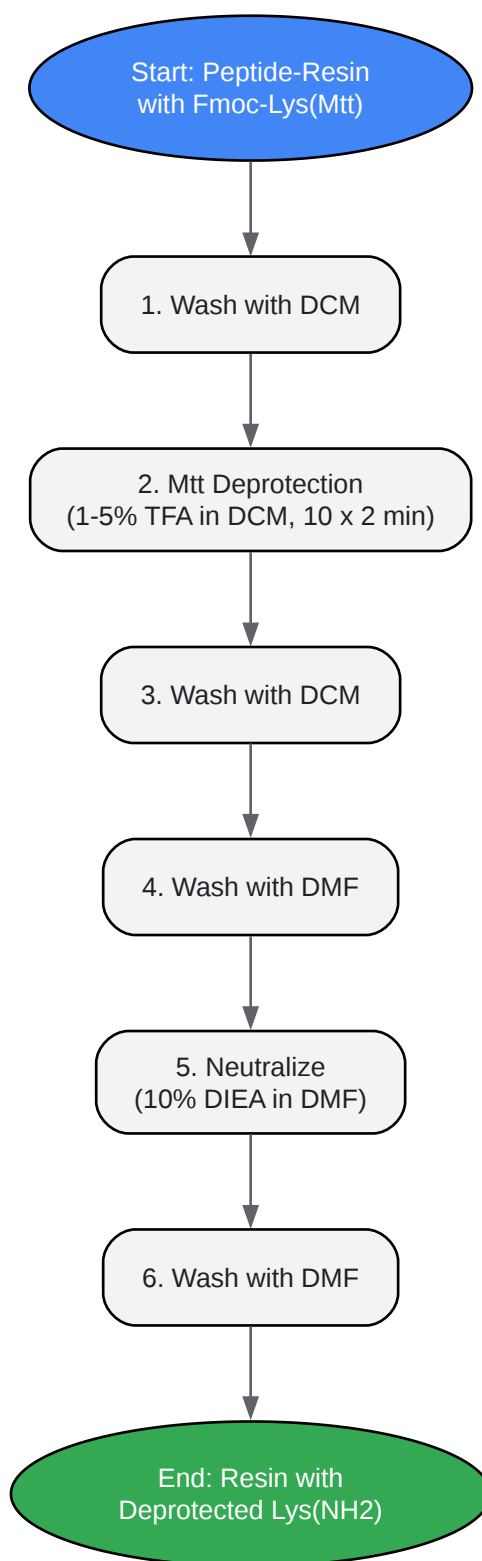 Start: Peptide-Resin
with Fmoc-Lys(Mtt)
1. Wash with DCM
2. Mtt Deprotection
(1-5% TFA in DCM, 10 x 2 min)
3. Wash with DCM
4. Wash with DMF
5. Neutralize
(10% DIEA in DMF)
6. Wash with DMF
End: Resin with
Deprotected Lys(NH2)